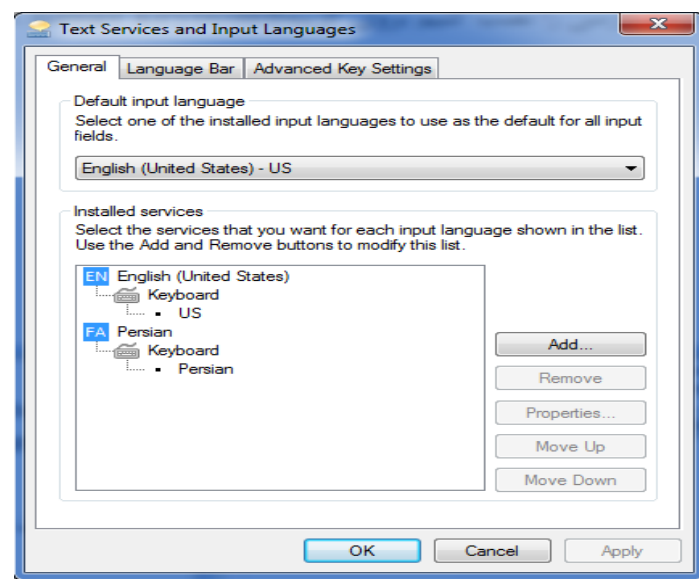 Text Services and Input Languages
General
Language Bar
Advanced Key Settings
Default input language
Select one of the installed input languages to use as the default for all input
fields.
English (United States) - US
Installed services
Select the services that you want for each input language shown in the list.
Use the Add and Remove buttons to modify this list.
EN English (United States)
Keyboard
US
FA Persian
Keyboard
Persian
Add...
Remove
Properties...
Move Up
Move Down
OK
Cancel
Apply